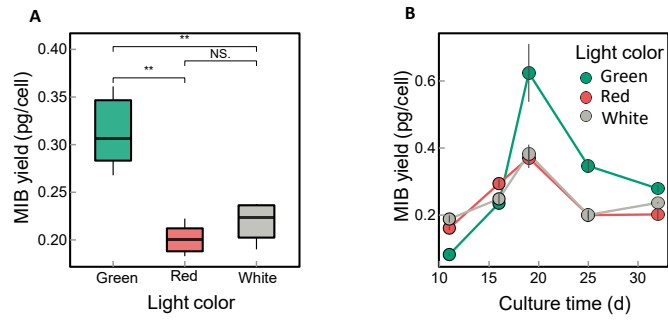 A
MIB yield (pg/cell)
0.40
0.35
0.30
0.25
0.20
**
**
NS.
Green
Red
White
Light color
B
MIB yield (pg/cell)
0.6
0.4
0.2
Light color
Green
Red
White
10
15
20
25
30
Culture time (d)